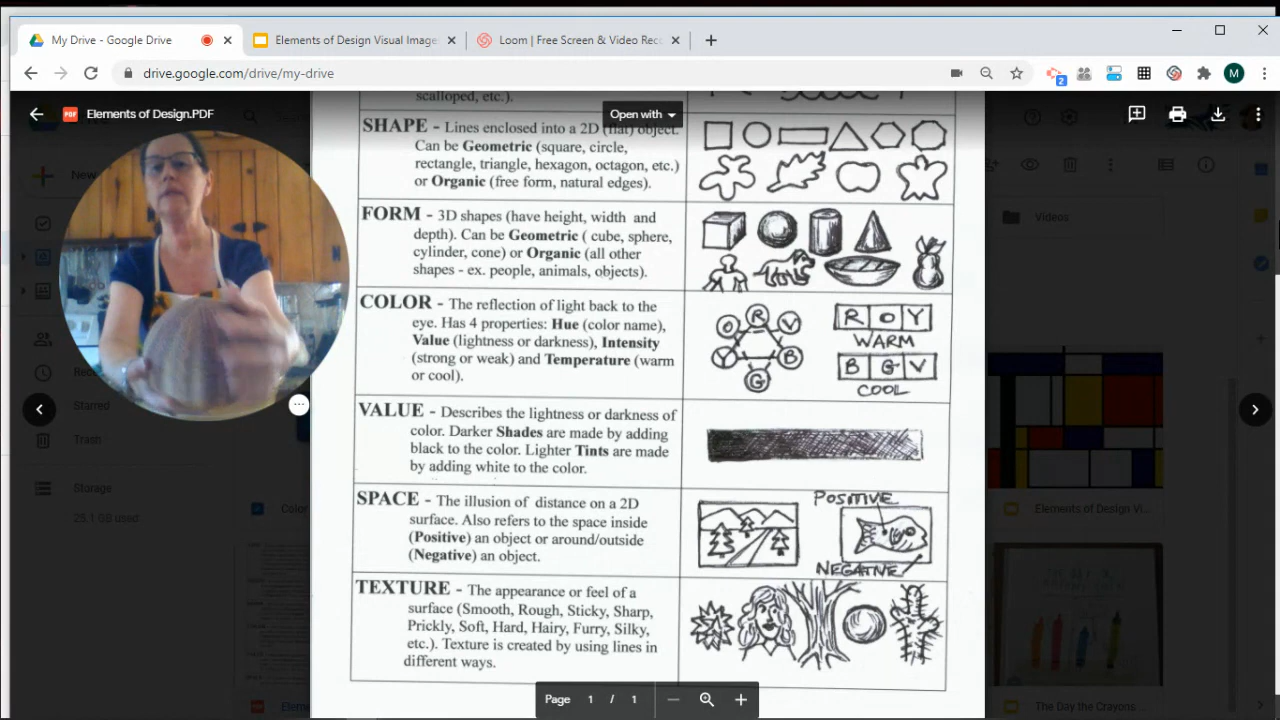 My Drive - Google Drive
Elements of Design Visual Image
Loom | Free Screen & Video Rec
drive.google.com/drive/my-drive
2
M
Elements of Design.PDF
Open with
scalloped, etc.).
SHAPE - Lines enclosed into a 2D (flat) object.
Can be Geometric (square, circle,
rectangle, triangle, hexagon, octagon, etc.)
or Organic (free form, natural edges).
FORM - 3D shapes (have height, width and
depth). Can be Geometric ( cube, sphere,
cylinder, cone) or Organic (all other
shapes - ex. people, animals, objects).
COLOR - The reflection of light back to the
eye. Has 4 properties: Hue (color name),
Value (lightness or darkness), Intensity
(strong or weak) and Temperature (warm
or cool).
R
O V
Y B
G
R O Y
WARM
B G V
COOL
VALUE - Describes the lightness or darkness of
color. Darker Shades are made by adding
black to the color. Lighter Tints are made
by adding white to the color.
SPACE - The illusion of distance on a 2D
surface. Also refers to the space inside
(Positive) an object or around/outside
(Negative) an object.
POSITIVE
NEGATIVE
TEXTURE - The appearance or feel of a
surface (Smooth, Rough, Sticky, Sharp,
Prickly, Soft, Hard, Hairy, Furry, Silky,
etc.). Texture is created by using lines in
different ways.
Page 1 / 1
New
Starred
Trash
Storage
25.1 GB used
Videos
Elements of Design Vi...
The Day the Crayons